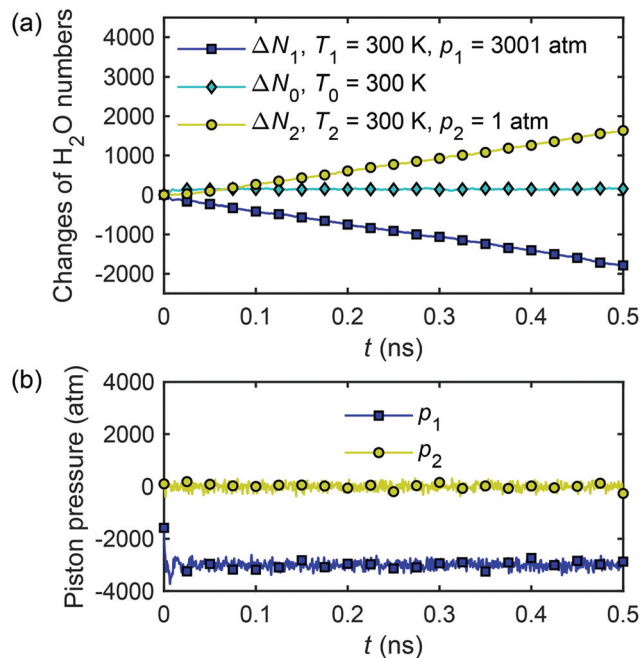 (a)
4000
3000
2000
1000
0
-1000
-2000
Changes of H₂O numbers
ΔN₁, T₁ = 300 K, p₁ = 3001 atm
ΔN₀, T₀ = 300 K
ΔN₂, T₂ = 300 K, p₂ = 1 atm
0 0.1 0.2 0.3 0.4 0.5
t (ns)
(b)
4000
2000
0
-2000
-4000
Piston pressure (atm)
p₁
p₂
0 0.1 0.2 0.3 0.4 0.5
t (ns)